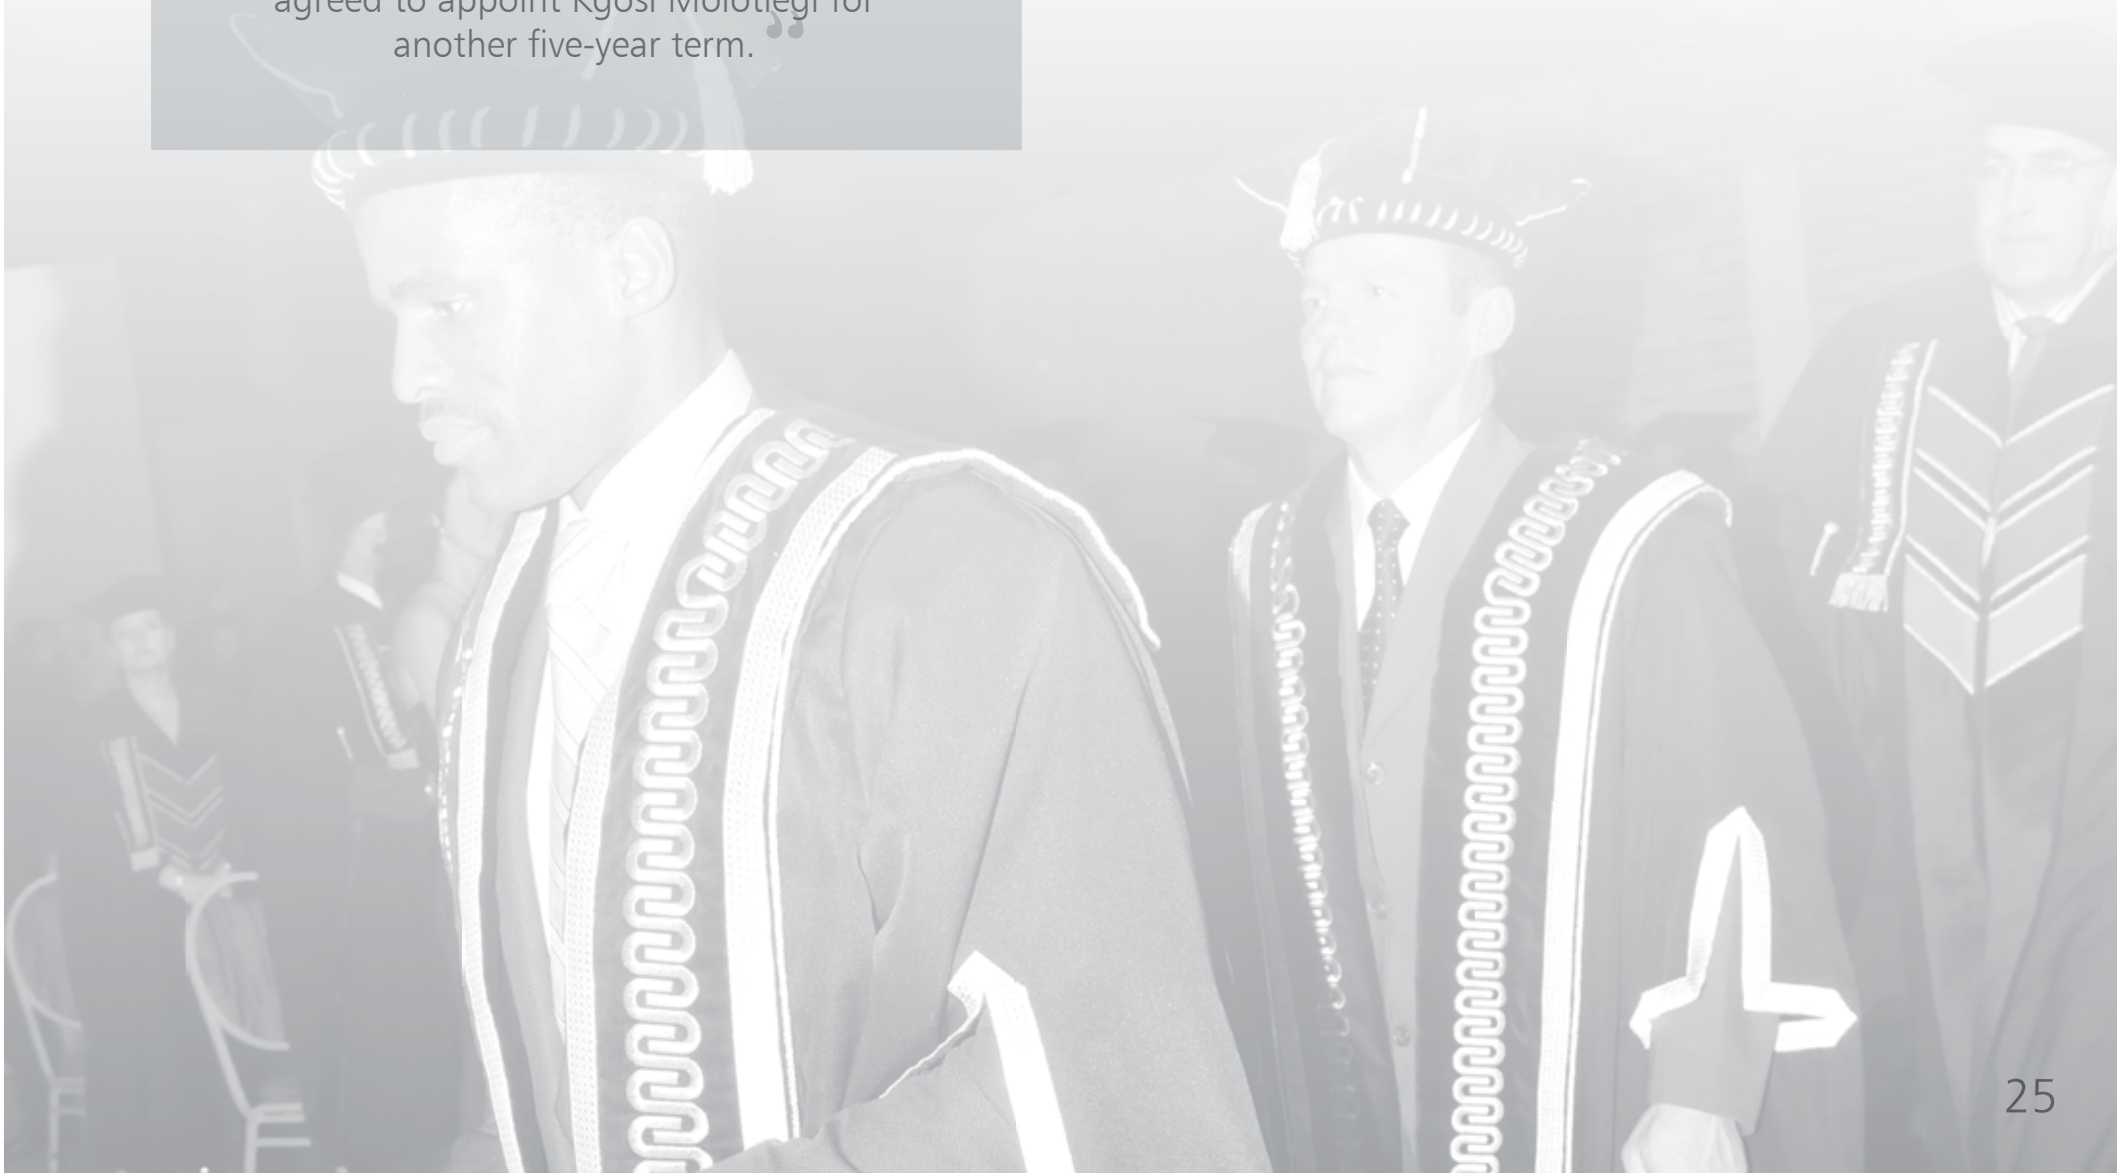 agreed to appoint Kgosi Molotlegi for
another five-year term. ”
25